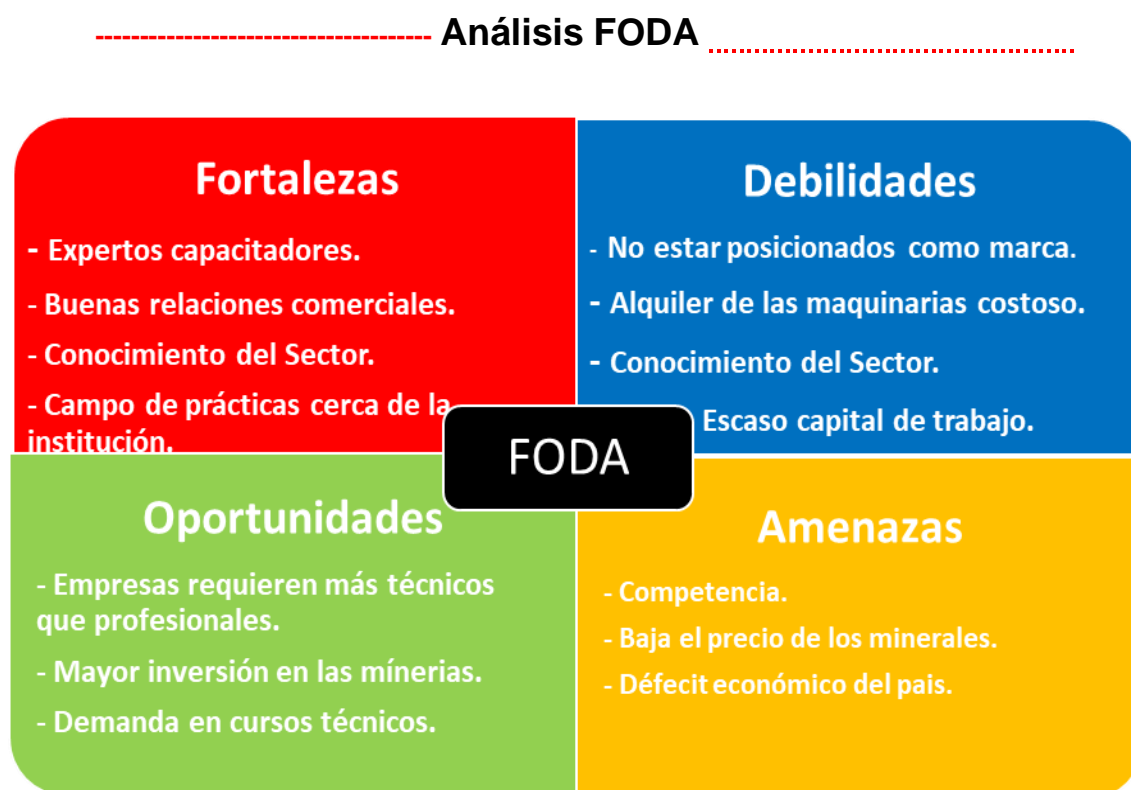 Análisis FODA
Fortalezas
- Expertos capacitadores.
- Buenas relaciones comerciales.
- Conocimiento del Sector.
- Campo de prácticas cerca de la
institución.
Debilidades
- No estar posicionados como marca.
- Alquiler de las maquinarias costoso.
- Conocimiento del Sector.
Escaso capital de trabajo.
FODA
Oportunidades
- Empresas requieren más técnicos
que profesionales.
- Mayor inversión en las mínerias.
- Demanda en cursos técnicos.
Amenazas
- Competencia.
- Baja el precio de los minerales.
- Défecit económico del pais.